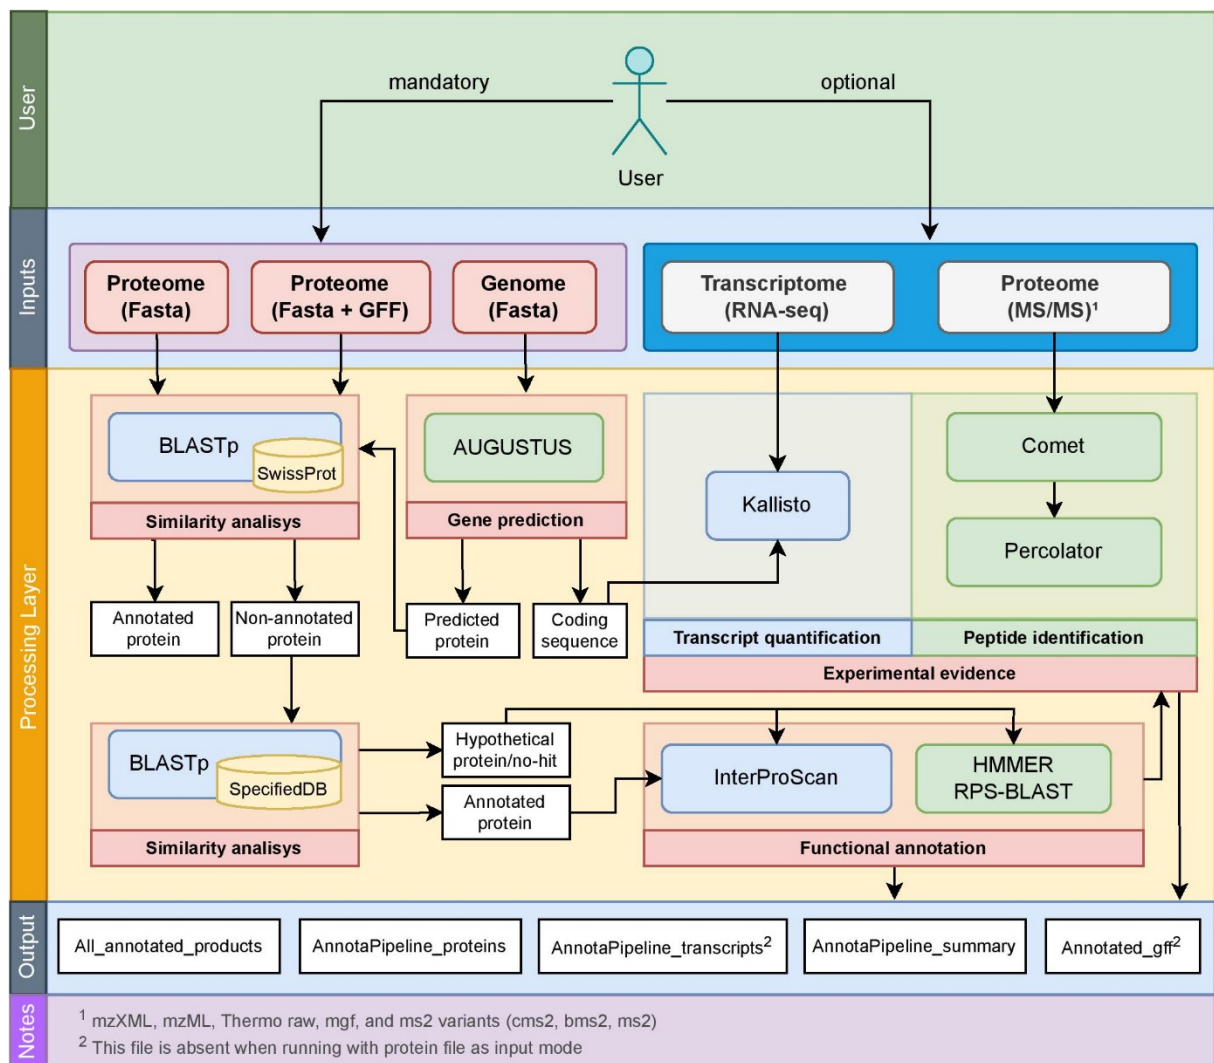 User
mandatory
optional
User
Inputs
Proteome
(Fasta)
Proteome
(Fasta + GFF)
Genome
(Fasta)
Transcriptome
(RNA-seq)
Proteome
(MS/MS)¹
Processing Layer
BLASTp
SwissProt
Similarity analisys
AUGUSTUS
Gene prediction
Kallisto
Comet
Percolator
Annotated
protein
Non-annotated
protein
Predicted
protein
Coding
sequence
Transcript quantification
Peptide identification
Experimental evidence
BLASTp
SpecifiedDB
Similarity analisys
Hypothetical
protein/no-hit
Annotated
protein
InterProScan
HMMER
RPS-BLAST
Functional annotation
Output
All_annotated_products
AnnotaPipeline_proteins
AnnotaPipeline_transcripts²
AnnotaPipeline_summary
Annotated_gff²
Notes
¹ mzXML, mzML, Thermo raw, mgf, and ms2 variants (cms2, bms2, ms2)
² This file is absent when running with protein file as input mode